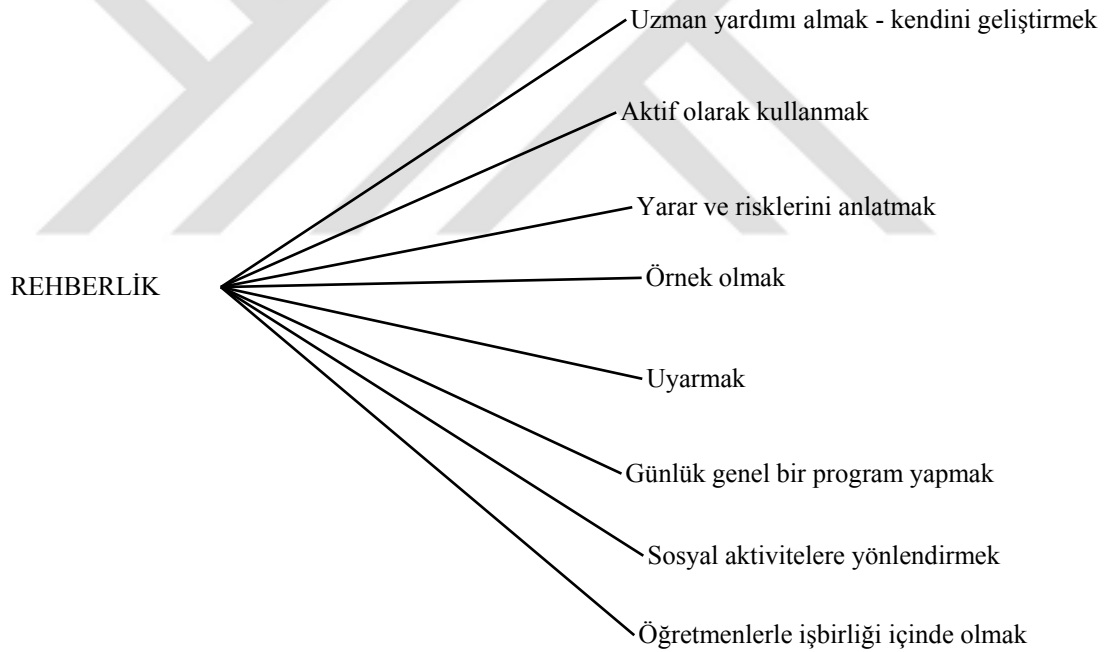 Uzman yardımı almak - kendini geliştirmek
Aktif olarak kullanmak
Yarar ve risklerini anlatmak
Örnek olmak
REHBERLİK
Uyarmak
Günlük genel bir program yapmak
Sosyal aktivitelere yönlendirmek
Öğretmenlerle işbirliği içinde olmak